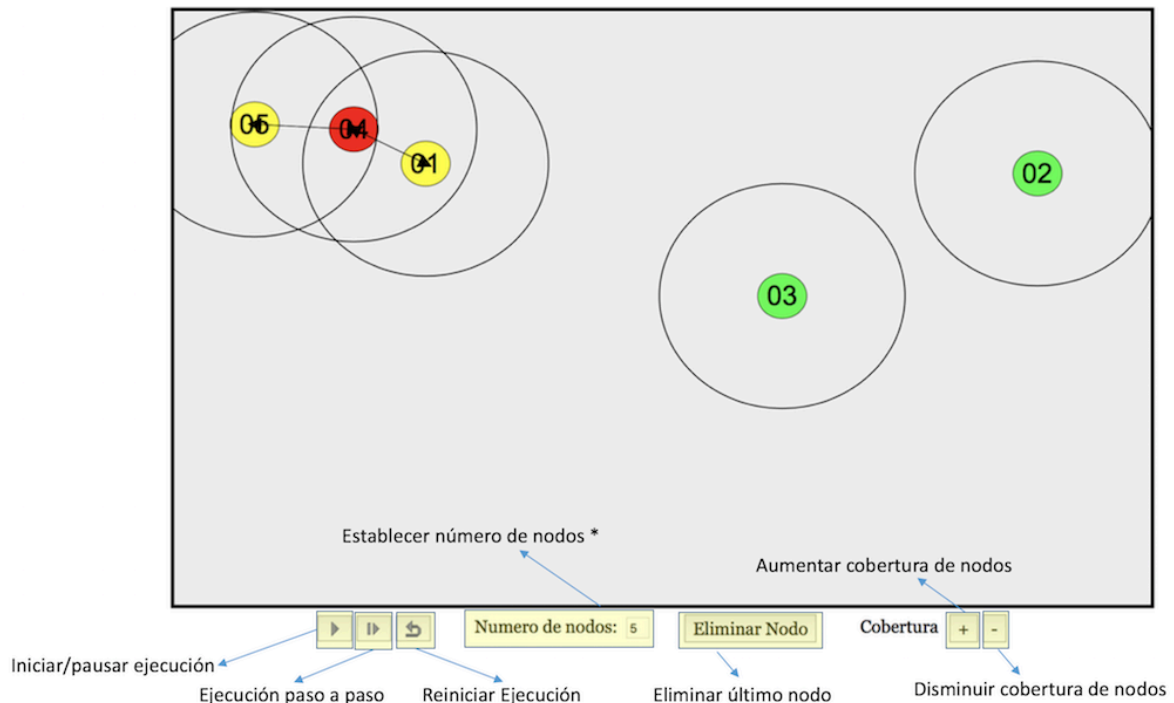 05
04
01
02
03
Establecer número de nodos *
Aumentar cobertura de nodos
Numero de nodos: 5
Eliminar Nodo
Cobertura + -
Iniciar/pausar ejecución
Ejecución paso a paso
Reiniciar Ejecución
Eliminar último nodo
Disminuir cobertura de nodos